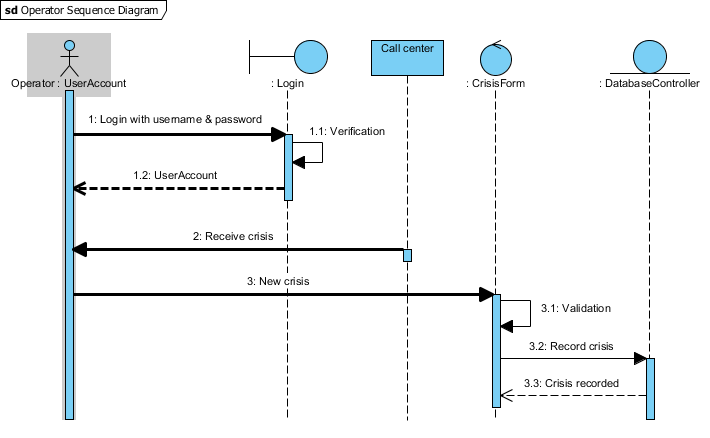 sd Operator Sequence Diagram
Call center
Operator : UserAccount
: Login
: CrisisForm
: DatabaseController
1: Login with username & password
1.1: Verification
1.2: UserAccount
2: Receive crisis
3: New crisis
3.1: Validation
3.2: Record crisis
3.3: Crisis recorded